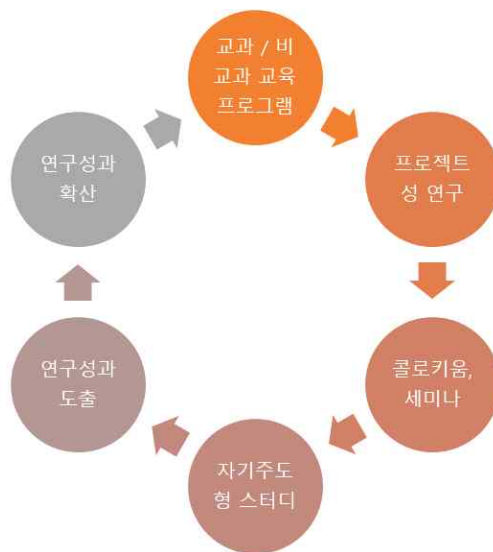 교과 / 비
교과 교육
프로그램
프로젝트
성 연구
콜로키움,
세미나
자기주도
형 스터디
연구성과
도출
연구성과
확산